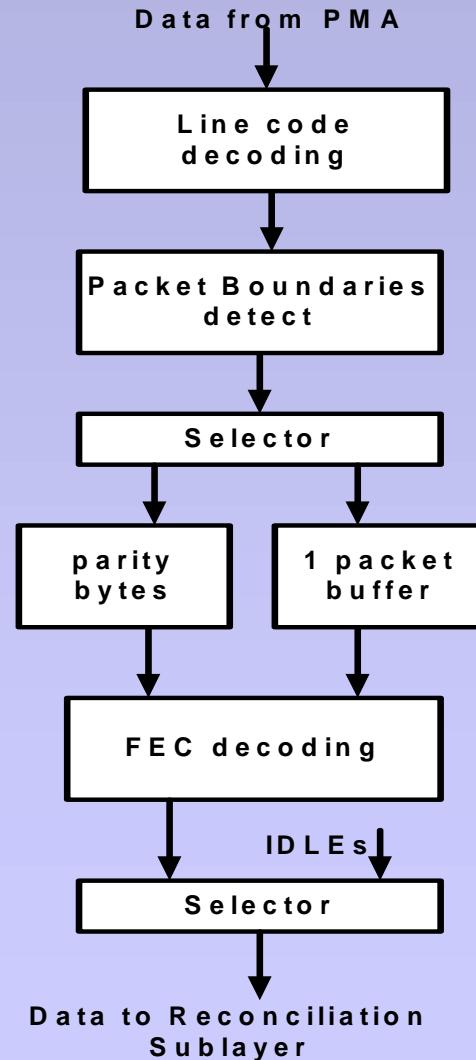 Data from PMA
Line code
decoding
Packet Boundaries
detect
Selector
parity
bytes
1 packet
buffer
FEC decoding
IDLEs
Selector
Data to Reconciliation
Sublayer